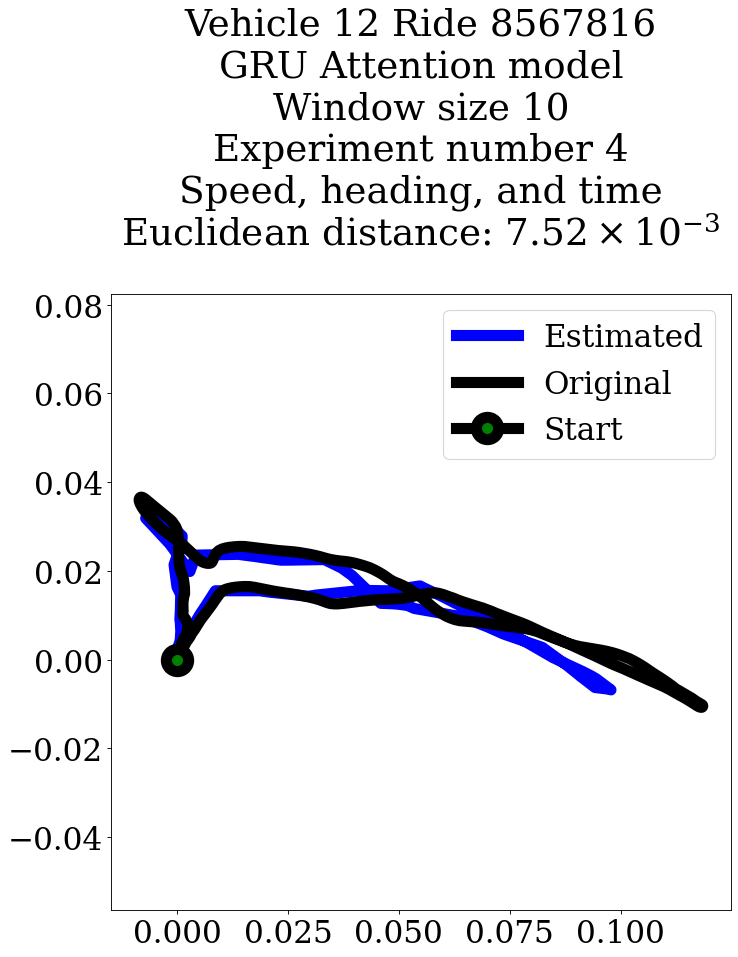 Vehicle 12 Ride 8567816
GRU Attention model
Window size 10
Experiment number 4
Speed, heading, and time
Euclidean distance: 7.52 × 10⁻³
Estimated
Original
Start
0.08
0.06
0.04
0.02
0.00
−0.02
−0.04
0.000 0.025 0.050 0.075 0.100